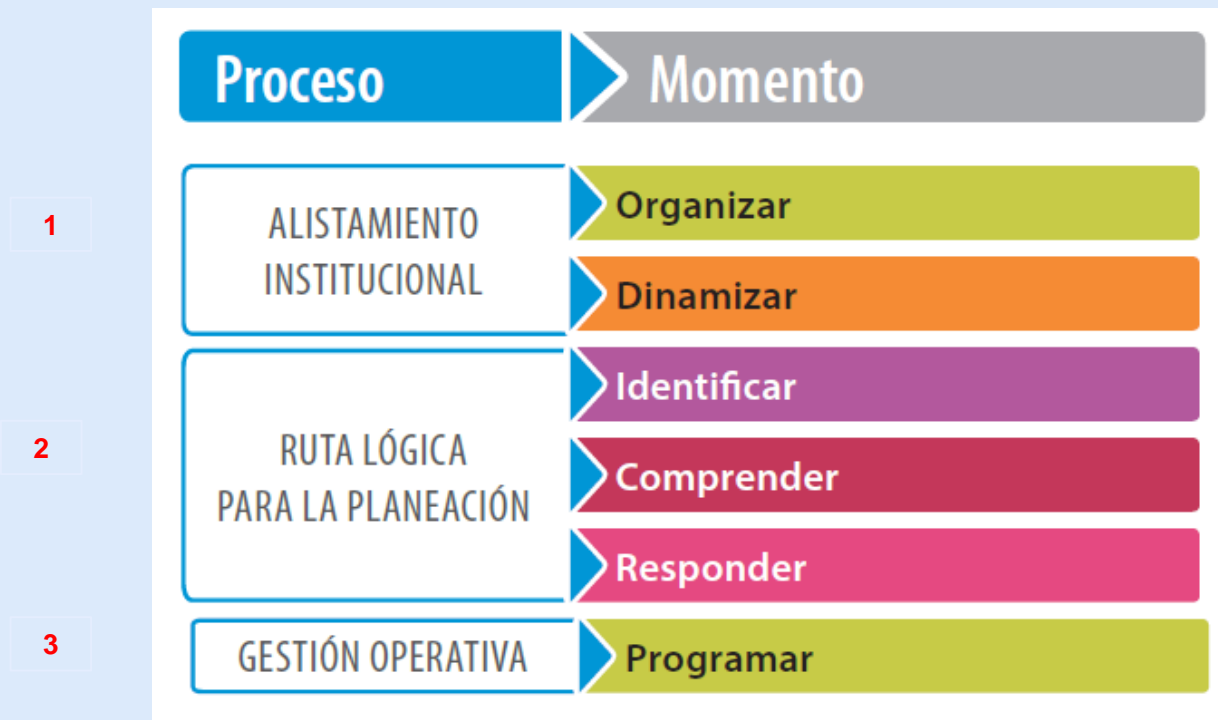 Proceso Momento
1
ALISTAMIENTO
INSTITUCIONAL
Organizar
Dinamizar
2
RUTA LÓGICA
PARA LA PLANEACIÓN
Identificar
Comprender
Responder
3
GESTIÓN OPERATIVA
Programar